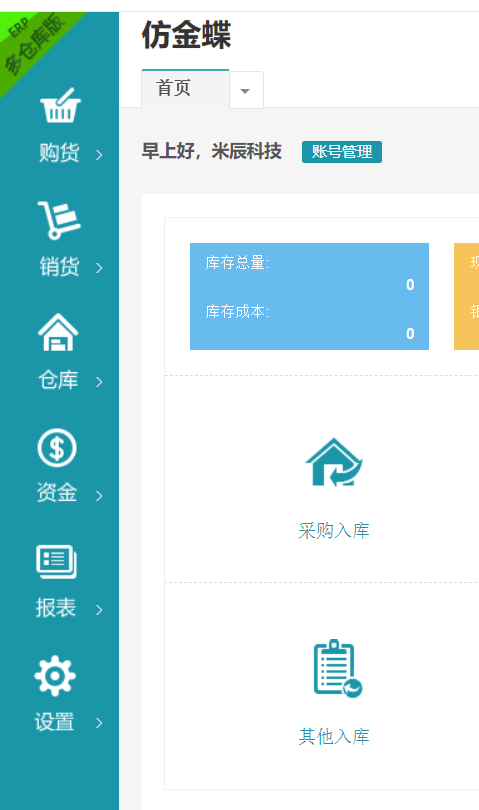 ERP
多仓库版
仿金蝶
首页
早上好，米辰科技 账号管理
购货
销货
仓库
资金
报表
设置
库存总量:
0
库存成本:
0
采购入库
其他入库